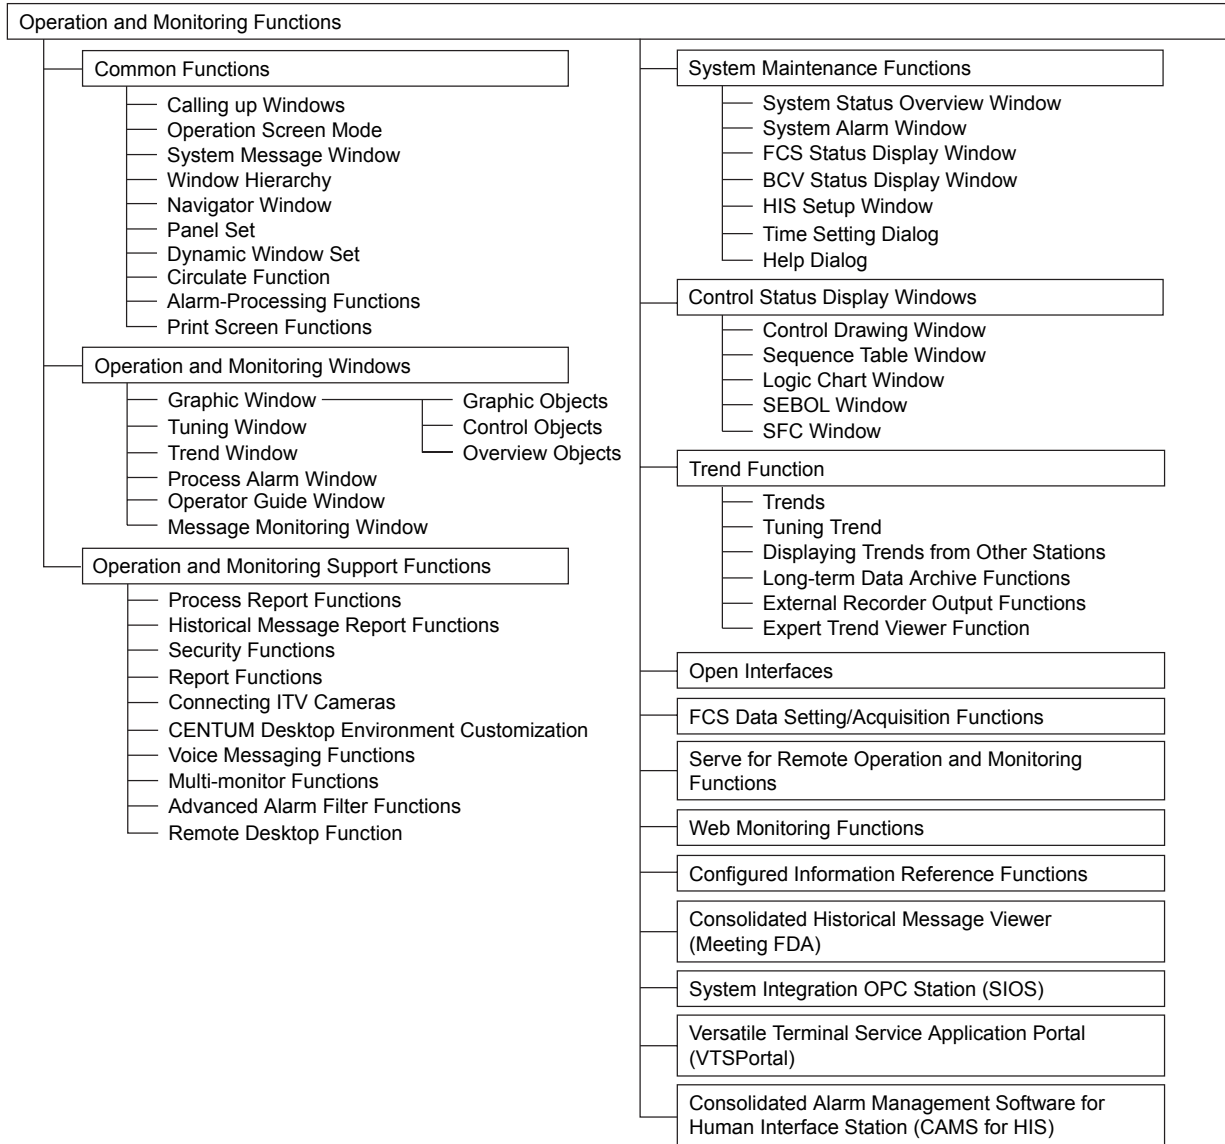 Operation and Monitoring Functions
Common Functions
Calling up Windows
Operation Screen Mode
System Message Window
Window Hierarchy
Navigator Window
Panel Set
Dynamic Window Set
Circulate Function
Alarm-Processing Functions
Print Screen Functions
Operation and Monitoring Windows
Graphic Window
Graphic Objects
Control Objects
Overview Objects
Tuning Window
Trend Window
Process Alarm Window
Operator Guide Window
Message Monitoring Window
Operation and Monitoring Support Functions
Process Report Functions
Historical Message Report Functions
Security Functions
Report Functions
Connecting ITV Cameras
CENTUM Desktop Environment Customization
Voice Messaging Functions
Multi-monitor Functions
Advanced Alarm Filter Functions
Remote Desktop Function
System Maintenance Functions
System Status Overview Window
System Alarm Window
FCS Status Display Window
BCV Status Display Window
HIS Setup Window
Time Setting Dialog
Help Dialog
Control Status Display Windows
Control Drawing Window
Sequence Table Window
Logic Chart Window
SEBOL Window
SFC Window
Trend Function
Trends
Tuning Trend
Displaying Trends from Other Stations
Long-term Data Archive Functions
External Recorder Output Functions
Expert Trend Viewer Function
Open Interfaces
FCS Data Setting/Acquisition Functions
Serve for Remote Operation and Monitoring
Functions
Web Monitoring Functions
Configured Information Reference Functions
Consolidated Historical Message Viewer
(Meeting FDA)
System Integration OPC Station (SIOS)
Versatile Terminal Service Application Portal
(VTSPortal)
Consolidated Alarm Management Software for
Human Interface Station (CAMS for HIS)